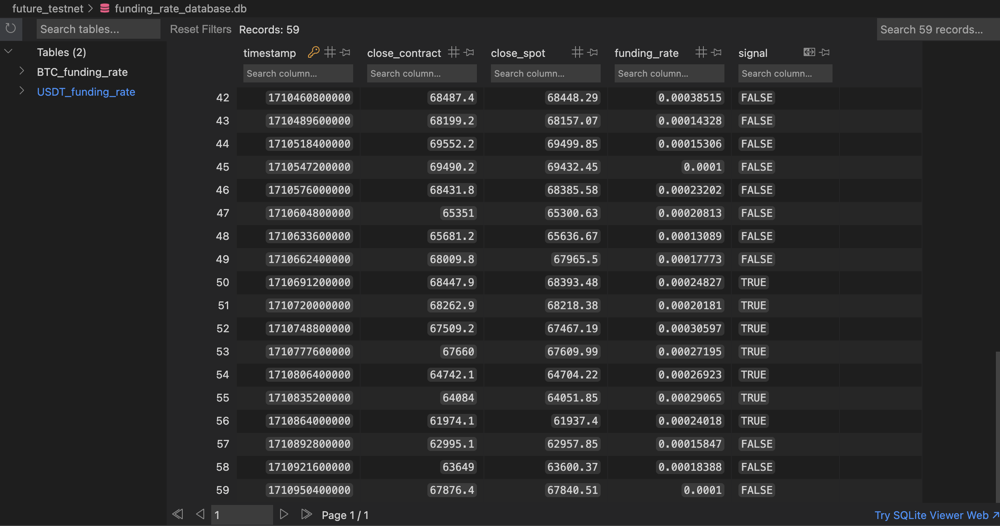 future_testnet > funding_rate_database.db
Search tables... Reset Filters Records: 59 Search 59 records...
Tables (2)
BTC_funding_rate
USDT_funding_rate
timestamp close_contract close_spot funding_rate signal
Search column... Search column... Search column... Search column... Search column...
42 1710460800000 68487.4 68448.29 0.00038515 FALSE
43 1710489600000 68199.2 68157.07 0.00014328 FALSE
44 1710518400000 69552.2 69499.85 0.00015306 FALSE
45 1710547200000 69490.2 69432.45 0.0001 FALSE
46 1710576000000 68431.8 68385.58 0.00023202 FALSE
47 1710604800000 65351 65300.63 0.00020813 FALSE
48 1710633600000 65681.2 65636.67 0.00013089 FALSE
49 1710662400000 68009.8 67965.5 0.00017773 FALSE
50 1710691200000 68447.9 68393.48 0.00024827 TRUE
51 1710720000000 68262.9 68218.38 0.00020181 TRUE
52 1710748800000 67509.2 67467.19 0.00030597 TRUE
53 1710777600000 67660 67609.99 0.00027195 TRUE
54 1710806400000 64742.1 64704.22 0.00026923 TRUE
55 1710835200000 64084 64051.85 0.00029065 TRUE
56 1710864000000 61974.1 61937.4 0.00024018 TRUE
57 1710892800000 62995.1 62957.85 0.00015847 FALSE
58 1710921600000 63649 63600.37 0.00018388 FALSE
59 1710950400000 67876.4 67840.51 0.0001 FALSE
1 Page 1 / 1 Try SQLite Viewer Web ↗